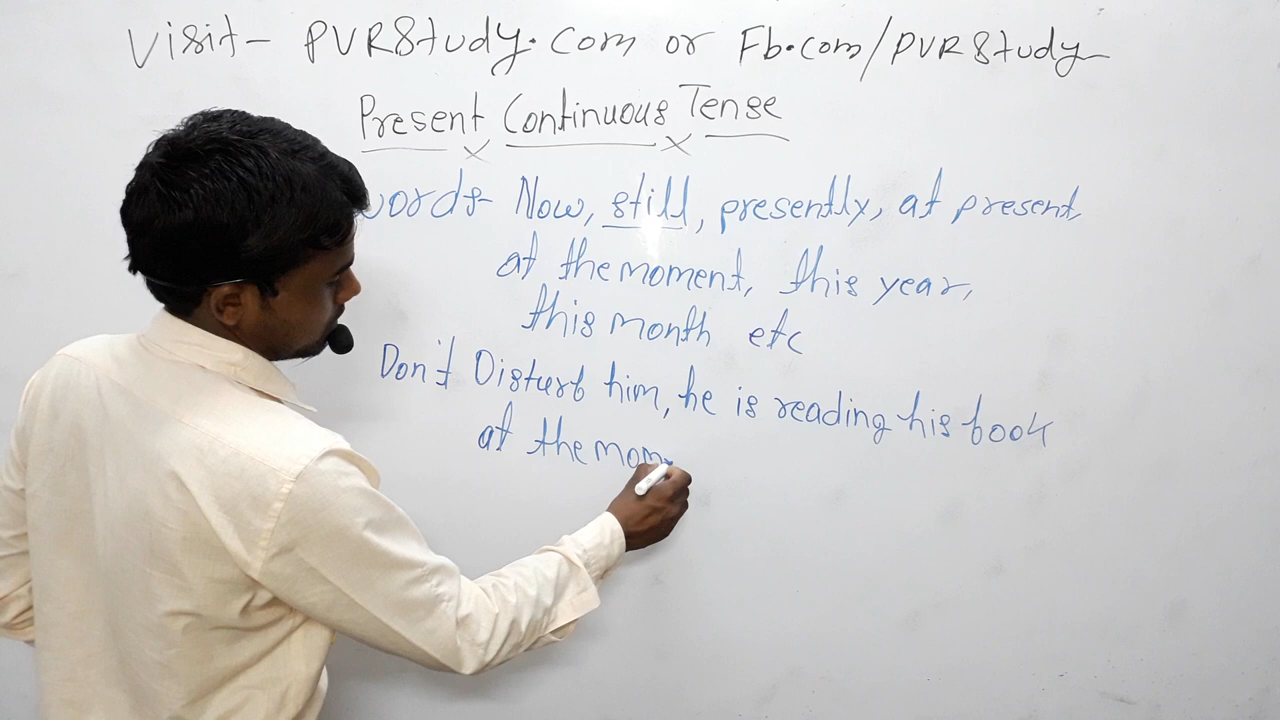 Visit- PVRStudy.Com or Fb.com/PVRStudy
Present Continuous Tense
words- Now, still, presently, at present,
at the moment, this year,
this month etc
Don't Disturb him, he is reading his book
at the mom